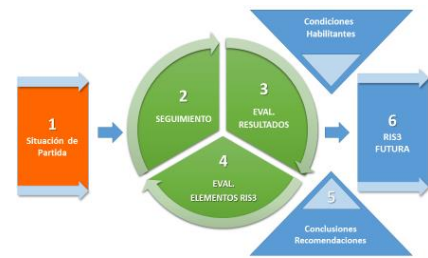 1
Situación de
Partida
2
SEGUIMIENTO
3
EVAL.
RESULTADOS
4
EVAL.
ELEMENTOS RIS3
Condiciones
Habilitantes
5
Conclusiones
Recomendaciones
6
RIS3
FUTURA